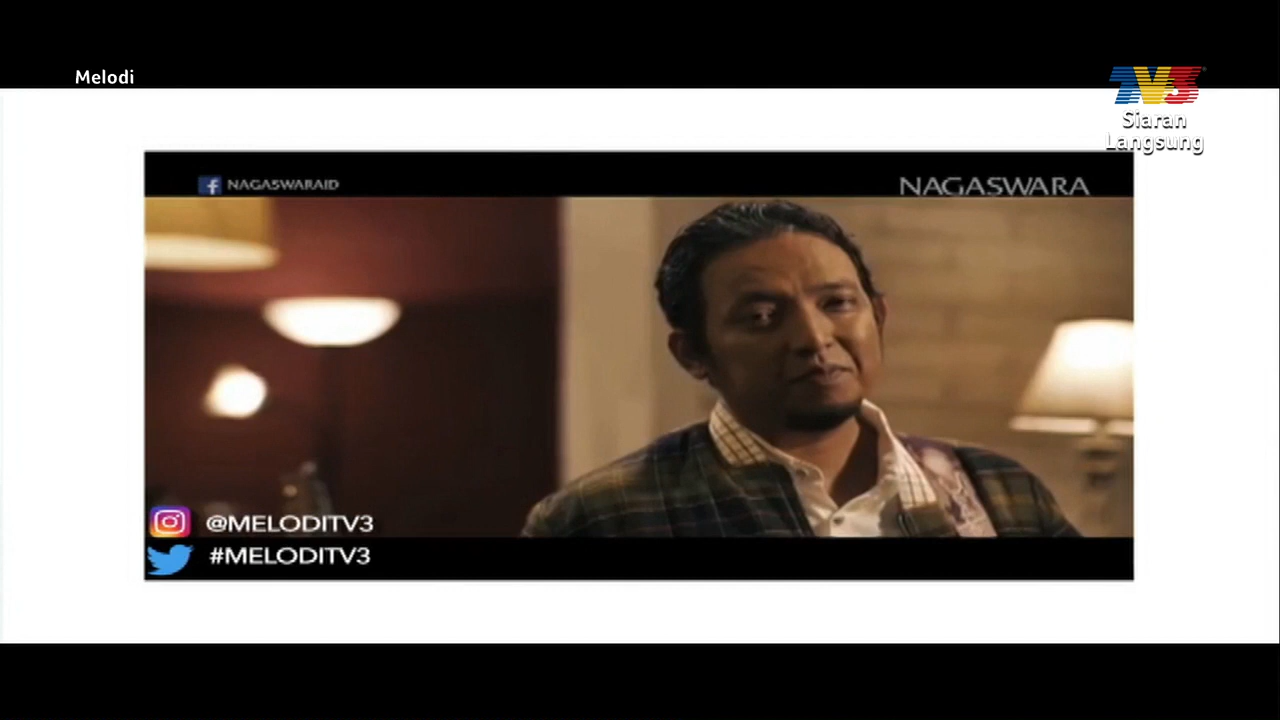 Melodi
TV3
Siaran
Langsung
NAGASWARAID
NAGASWARA
@MELODITV3
#MELODITV3